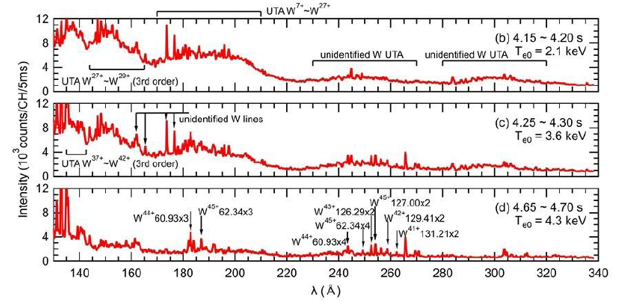 UTA W⁷⁺~W²⁷⁺
12
8
4
0
(b) 4.15 ~ 4.20 s
Tₑ₀ = 2.1 keV
unidentified W UTA
unidentified W UTA
UTA W²⁷⁺~W²⁹⁺ (3rd order)
Intensity (10³counts/CH/5ms)
12
8
4
0
(c) 4.25 ~ 4.30 s
Tₑ₀ = 3.6 keV
unidentified W lines
UTA W³⁷⁺~W⁴²⁺ (3rd order)
12
8
4
0
(d) 4.65 ~ 4.70 s
Tₑ₀ = 4.3 keV
W⁴⁴⁺60.93x3
W⁴⁵⁺62.34x3
W⁴⁴⁺60.93x4
W⁴⁵⁺62.34x4
W⁴³⁺126.29x2
W⁴⁵⁺127.00x2
W⁴²⁺129.41x2
W⁴¹⁺131.21x2
140 160 180 200 220 240 260 280 300 320 340
λ (Å)